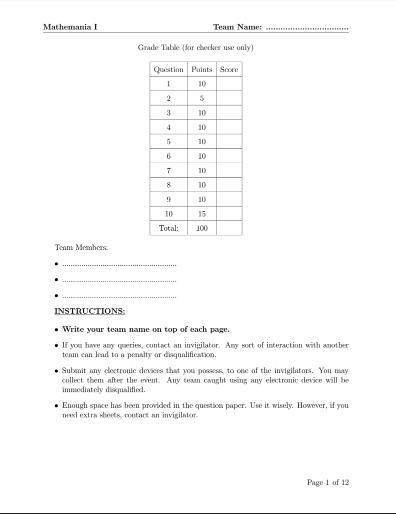 Mathemania I Team Name: ..................................
Grade Table (for checker use only)
Question Points Score
1 10
2 5
3 10
4 10
5 10
6 10
7 10
8 10
9 10
10 15
Total: 100
Team Members:
• ................................................
• ................................................
• ................................................
INSTRUCTIONS:
• Write your team name on top of each page.
• If you have any queries, contact an invigilator. Any sort of interaction with another
team can lead to a penalty or disqualification.
• Submit any electronic devices that you possess, to one of the invigilators. You may
collect them after the event. Any team caught using any electronic device will be
immediately disqualified.
• Enough space has been provided in the question paper. Use it wisely. However, if you
need extra sheets, contact an invigilator.
Page 1 of 12